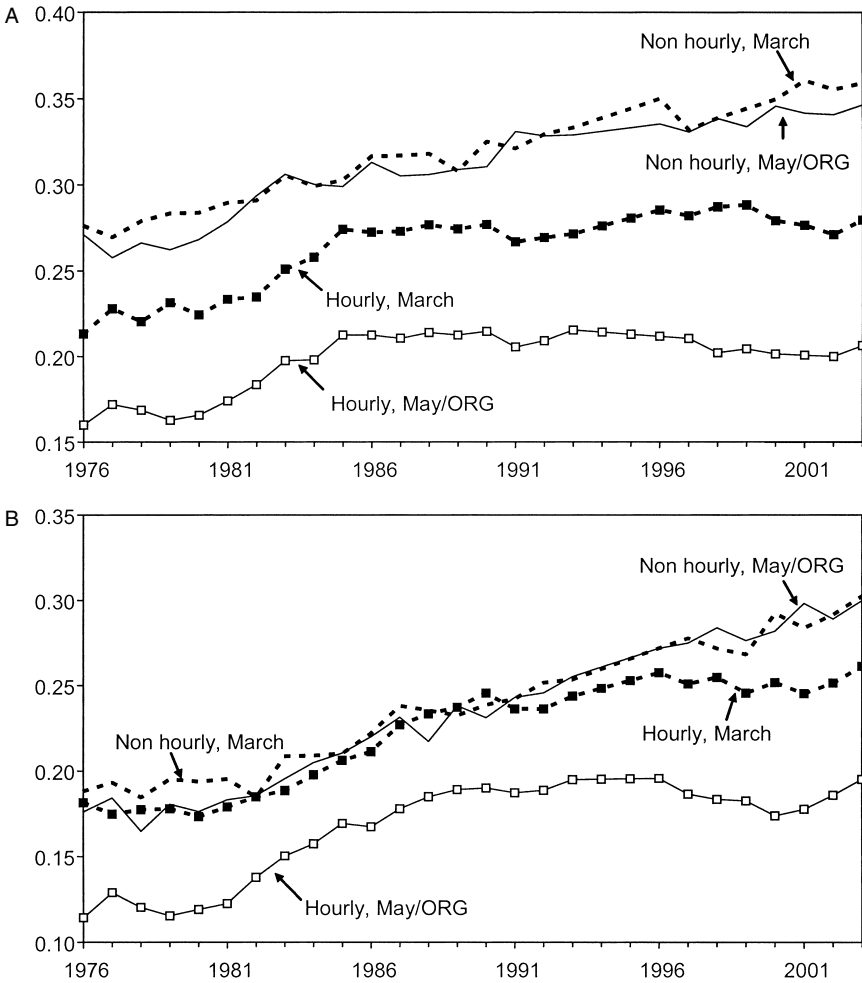 A
0.40
Non hourly, March
0.35
Non hourly, May/ORG
0.30
0.25
Hourly, March
0.20
Hourly, May/ORG
0.15
1976 1981 1986 1991 1996 2001
B
0.35
Non hourly, May/ORG
0.30
0.25
Non hourly, March
Hourly, March
0.20
0.15
Hourly, May/ORG
0.10
1976 1981 1986 1991 1996 2001